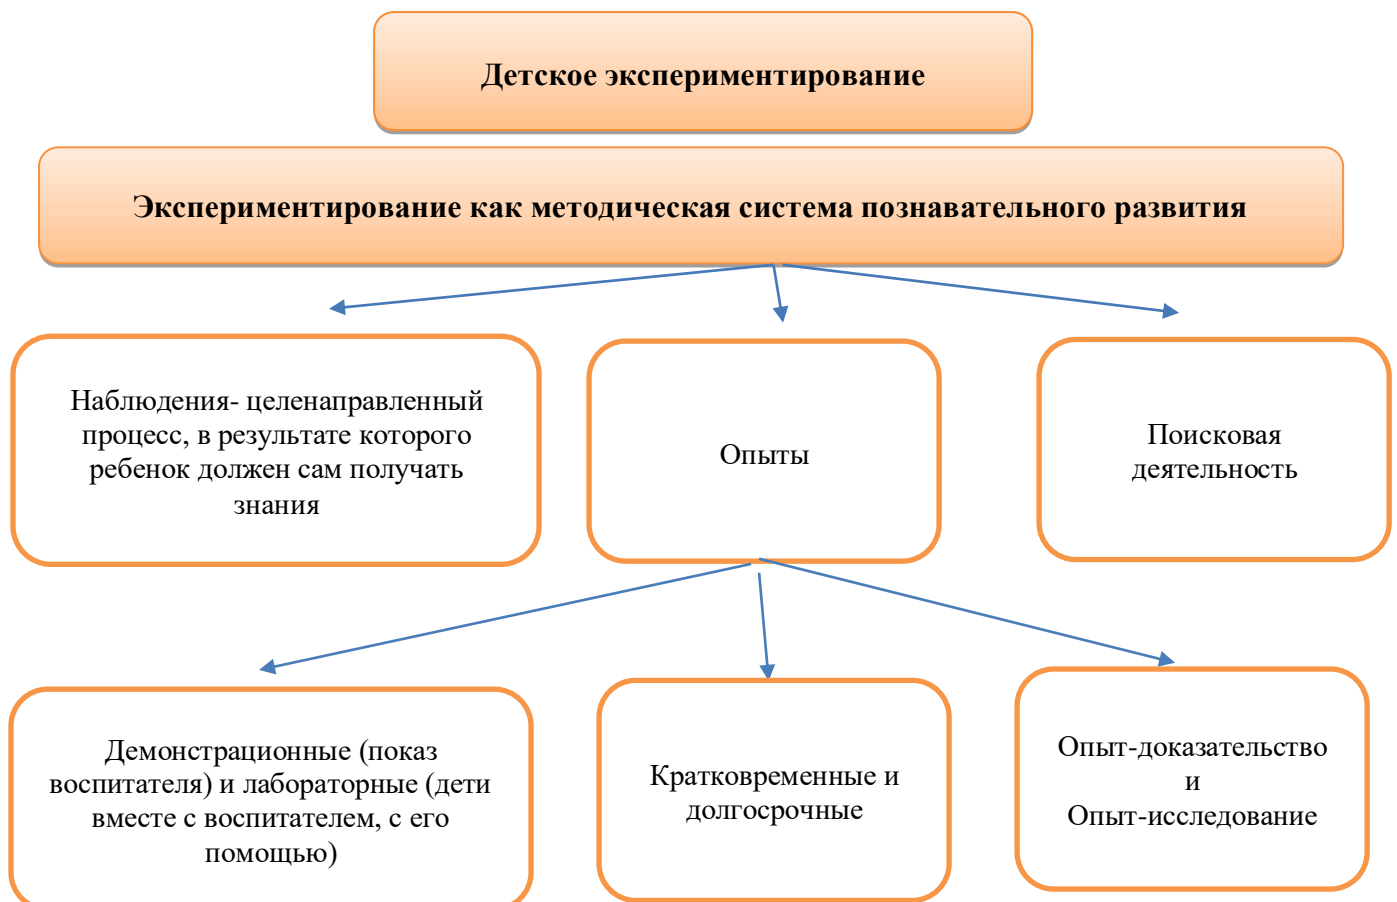 Детское экспериментирование
Экспериментирование как методическая система познавательного развития
Наблюдения- целенаправленный
процесс, в результате которого
ребенок должен сам получать
знания
Опыты
Поисковая
деятельность
Демонстрационные (показ
воспитателя) и лабораторные (дети
вместе с воспитателем, с его
помощью)
Кратковременные и
долгосрочные
Опыт-доказательство
и
Опыт-исследование